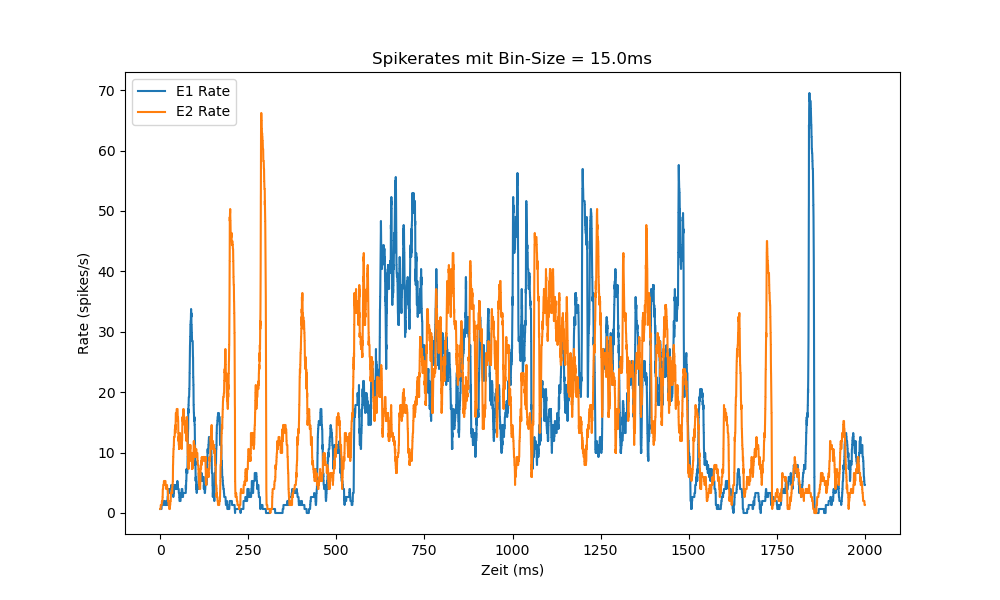 Spikerates mit Bin-Size = 15.0ms
E1 Rate
E2 Rate
Rate (spikes/s)
70
60
50
40
30
20
10
0
0 250 500 750 1000 1250 1500 1750 2000
Zeit (ms)